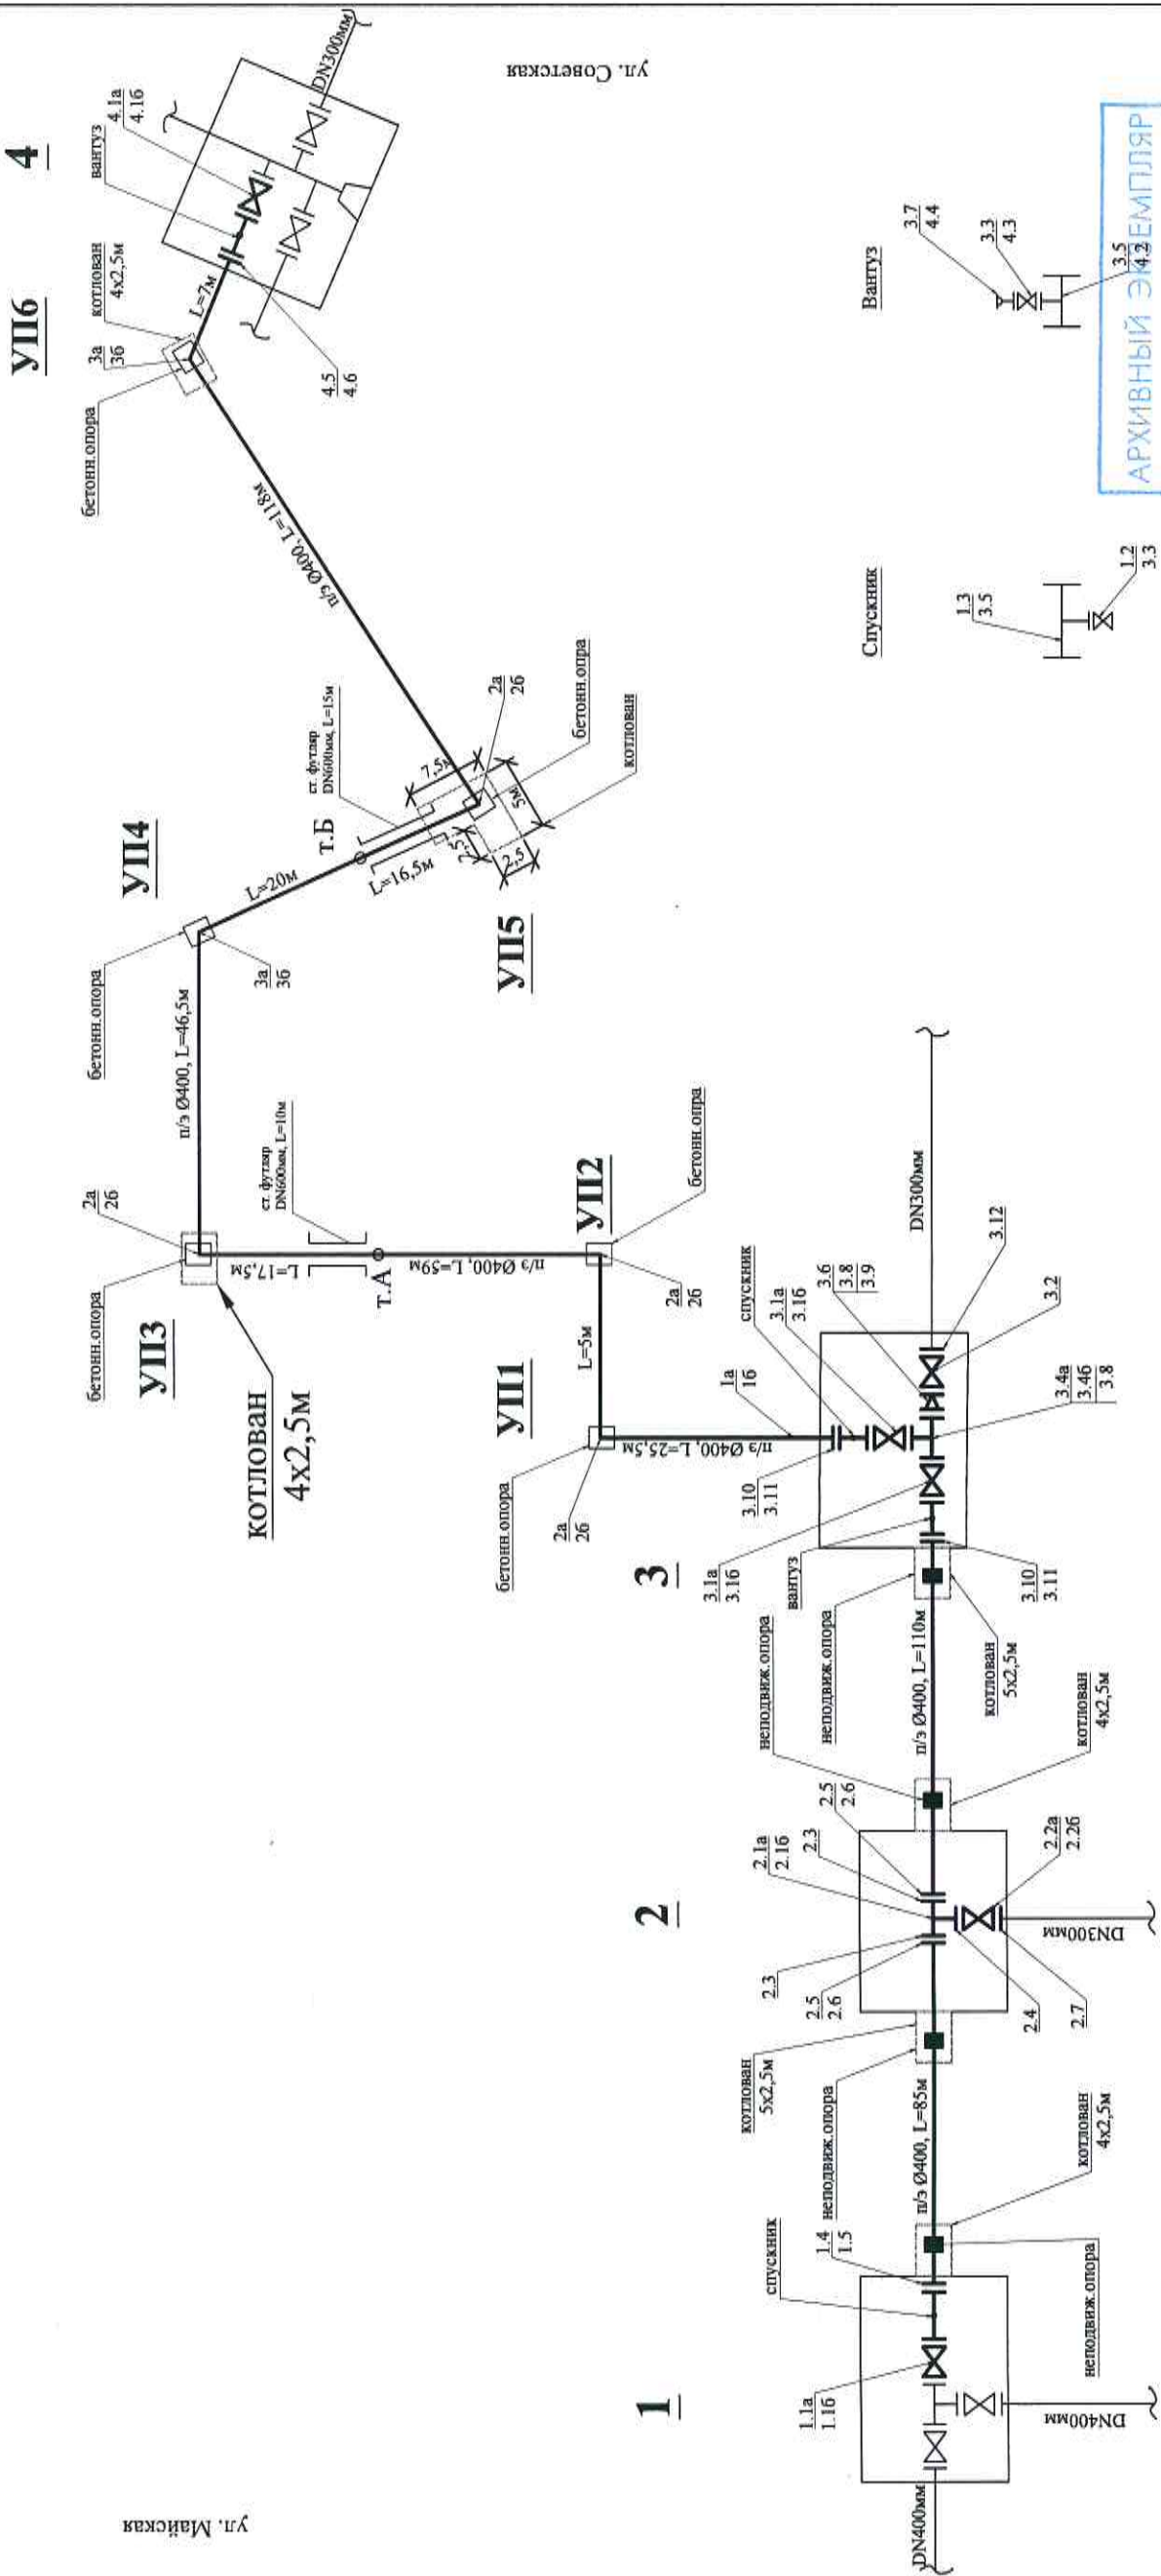 ул. Майская
ул. Советская
4
УП6
вантуз
4.1а
4.1б
котлован
4х2,5м
3а
3б
бетонн.опора
L=7м
DN300мм
4.5
4.6
п/э Ø400, L=118м
УП4
бетонн.опора
3а
3б
L=20м
т.Б
ст. футляр
DN600мм, L=15м
L=16,5м
7,5м
5м
2,5
2,5
2а
2б
бетонн.опра
котлован
УП5
п/э Ø400, L=46,5м
2а
2б
бетонн.опора
УП3
КОТЛОВАН
4х2,5м
L=17,5м
ст. футляр
DN600мм, L=10м
т.А
п/э Ø400, L=59м
УП2
бетонн.опра
2а
2б
L=5м
УП1
бетонн.опора
2а
2б
п/э Ø400, L=25,5м
1а
1б
спускник
3.1а
3.1б
3.6
3.8
3.9
DN300мм
3.12
3.2
3.4а
3.4б
3.8
3.10
3.11
3
3.1а
3.1б
вантуз
3.10
3.11
неподвиж.опора
котлован
5х2,5м
п/э Ø400, L=110м
неподвиж.опора
котлован
4х2,5м
2
2.5
2.6
2.3
2.1а
2.1б
2.2а
2.2б
DN300мм
2.3
2.5
2.6
2.4
2.7
котлован
5х2,5м
неподвиж.опора
п/э Ø400, L=85м
котлован
4х2,5м
1
спускник
1.4
1.5
неподвиж.опора
1.1а
1.1б
DN400мм
DN400мм
Спускник
1.3
3.5
1.2
3.3
Вантуз
3.7
4.4
3.3
4.3
3.5
4.2
АРХИВНЫЙ ЭКЗЕМПЛЯР